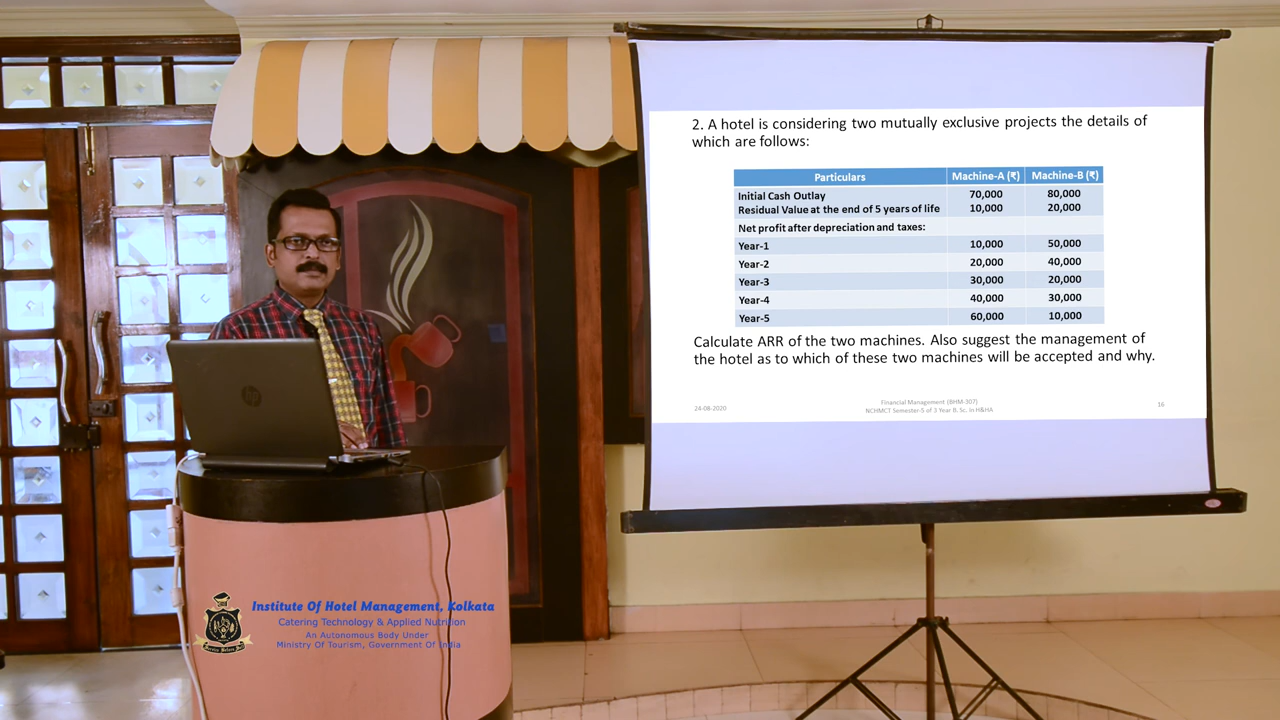 2. A hotel is considering two mutually exclusive projects the details of
which are follows:
Particulars Machine-A (₹) Machine-B (₹)
Initial Cash Outlay 70,000 80,000
Residual Value at the end of 5 years of life 10,000 20,000
Net profit after depreciation and taxes:
Year-1 10,000 50,000
Year-2 20,000 40,000
Year-3 30,000 20,000
Year-4 40,000 30,000
Year-5 60,000 10,000
Calculate ARR of the two machines. Also suggest the management of
the hotel as to which of these two machines will be accepted and why.
24-08-2020
Financial Management (BHM-307)
NCHMCT Semester-5 of 3 Year B. Sc. in H&HA
16
hp
Institute Of Hotel Management, Kolkata
Catering Technology & Applied Nutrition
An Autonomous Body Under
Ministry Of Tourism, Government Of India